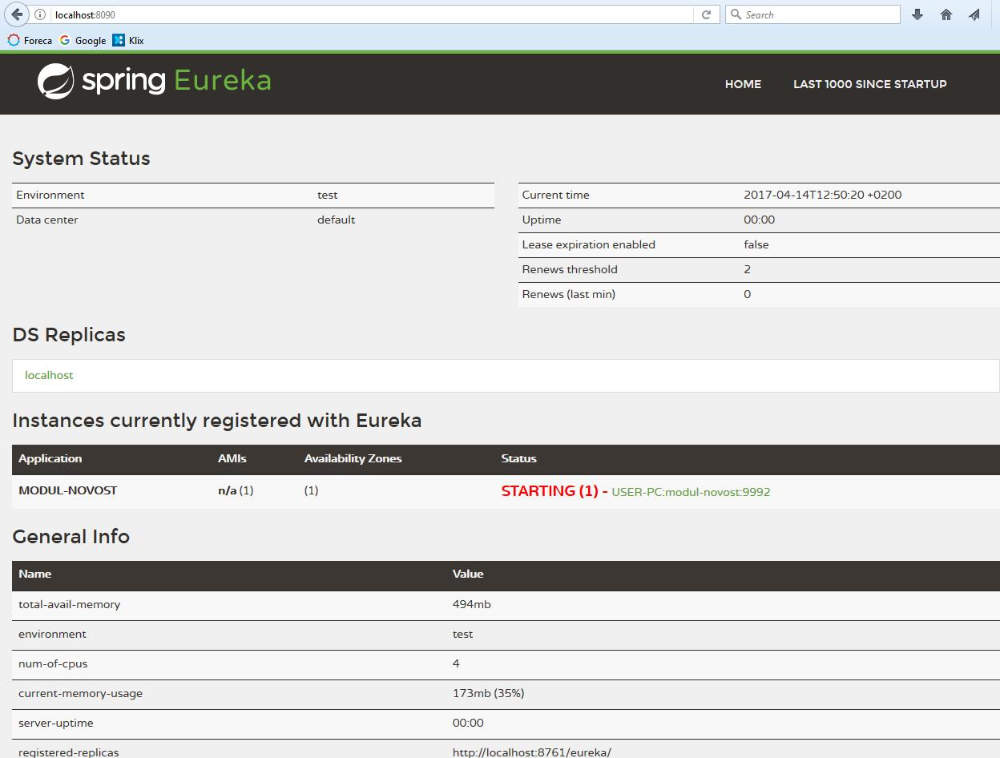 localhost:8090
Search
Foreca Google Klix
spring Eureka
HOME LAST 1000 SINCE STARTUP
System Status
Environment test
Data center default
Current time 2017-04-14T12:50:20 +0200
Uptime 00:00
Lease expiration enabled false
Renews threshold 2
Renews (last min) 0
DS Replicas
localhost
Instances currently registered with Eureka
Application AMIs Availability Zones Status
MODUL-NOVOST n/a (1) (1) STARTING (1) - USER-PC:modul-novost:9992
General Info
Name Value
total-avail-memory 494mb
environment test
num-of-cpus 4
current-memory-usage 173mb (35%)
server-uptime 00:00
registered-replicas http://localhost:8761/eureka/